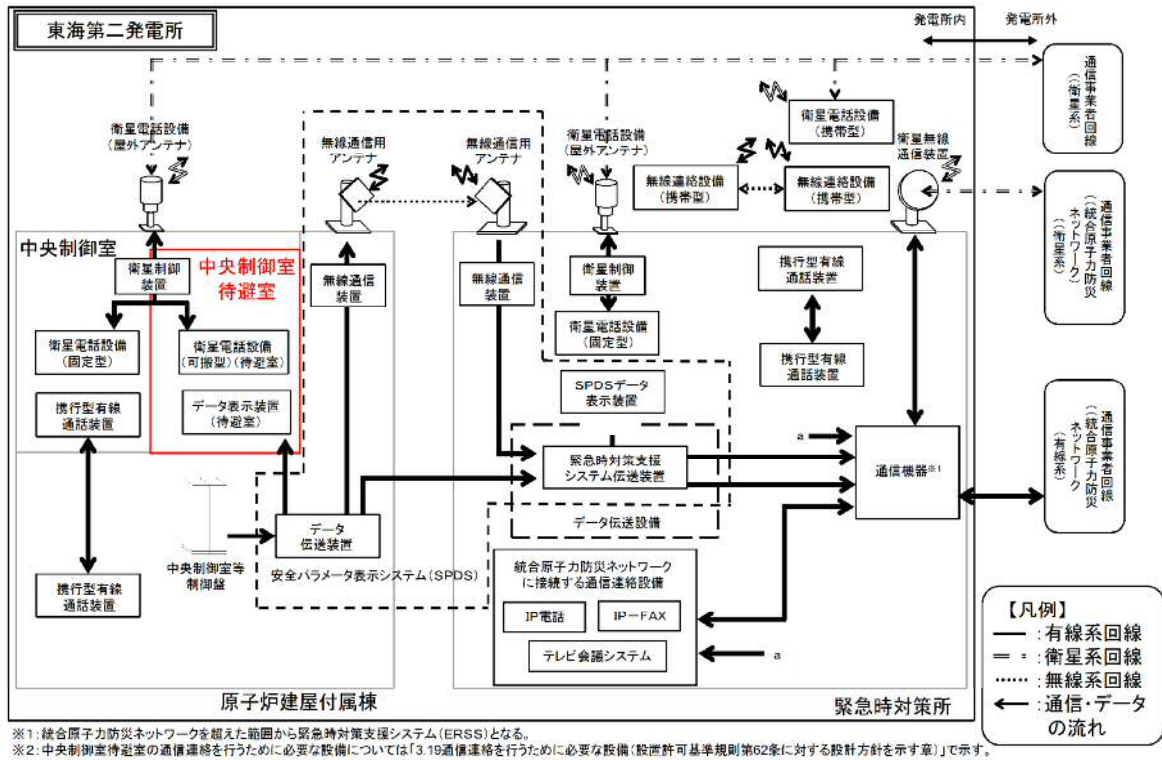 東海第二発電所
発電所内
発電所外
通信事業者回線
(衛星系)
衛星電話設備
(屋外アンテナ)
無線通信用
アンテナ
無線通信用
アンテナ
衛星電話設備
(屋外アンテナ)
衛星電話設備
(携帯型)
衛星無線
通信装置
無線連絡設備
(携帯型)
無線連絡設備
(携帯型)
通信事業者回線
(統合原子力防災
ネットワーク)
(衛星系)
中央制御室
衛星制御
装置
中央制御室
待避室
無線通信
装置
無線通信
装置
衛星制御
装置
携行型有線
通話装置
衛星電話設備
(固定型)
衛星電話設備
(可搬型)(待避室)
衛星電話設備
(固定型)
携行型有線
通話装置
携行型有線
通話装置
データ表示装置
(待避室)
SPDSデータ
表示装置
通信事業者回線
(統合原子力防災
ネットワーク
(有線系)
a
緊急時対策支援
システム伝送装置
通信機器※1
データ伝送設備
データ
伝送装置
中央制御室等
制御盤
安全パラメータ表示システム(SPDS)
携行型有線
通話装置
統合原子力防災ネットワーク
に接続する通信連絡設備
IP電話
IP-FAX
テレビ会議システム
a
原子炉建屋付属棟
緊急時対策所
【凡例】
:有線系回線
:衛星系回線
:無線系回線
:通信・データ
の流れ
※1:統合原子力防災ネットワークを超えた範囲から緊急時対策支援システム(ERSS)となる。
※2:中央制御室待避室の通信連絡を行うために必要な設備については「3.19通信連絡を行うために必要な設備(設置許可基準規則第62条に対する設計方針を示す章)」で示す。